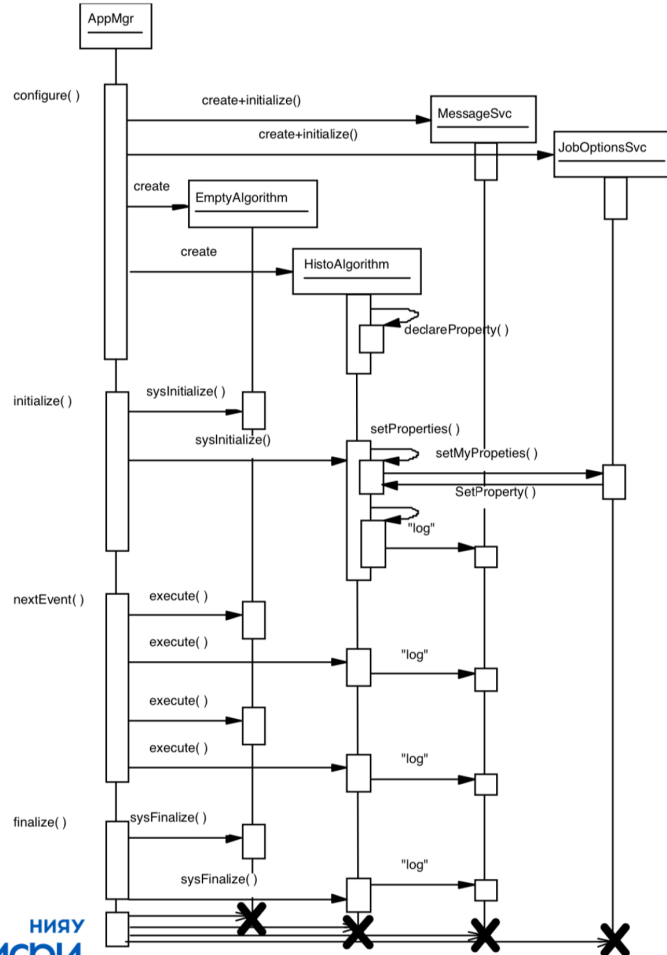 AppMgr
configure( )
create+initialize()
MessageSvc
create+initialize()
JobOptionsSvc
create
EmptyAlgorithm
create
HistoAlgorithm
declareProperty( )
initialize( )
sysInitialize( )
setProperties( )
sysInitialize()
setMyPropeties( )
SetProperty( )
"log"
nextEvent( )
execute( )
execute( )
"log"
execute( )
execute( )
"log"
finalize( )
sysFinalize( )
"log"
sysFinalize( )
НИЯУ